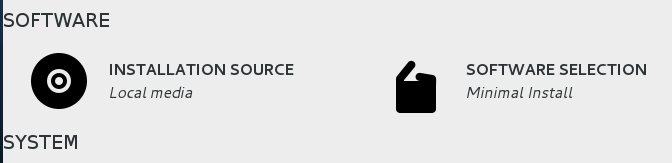 SOFTWARE
INSTALLATION SOURCE
Local media
SOFTWARE SELECTION
Minimal Install
SYSTEM